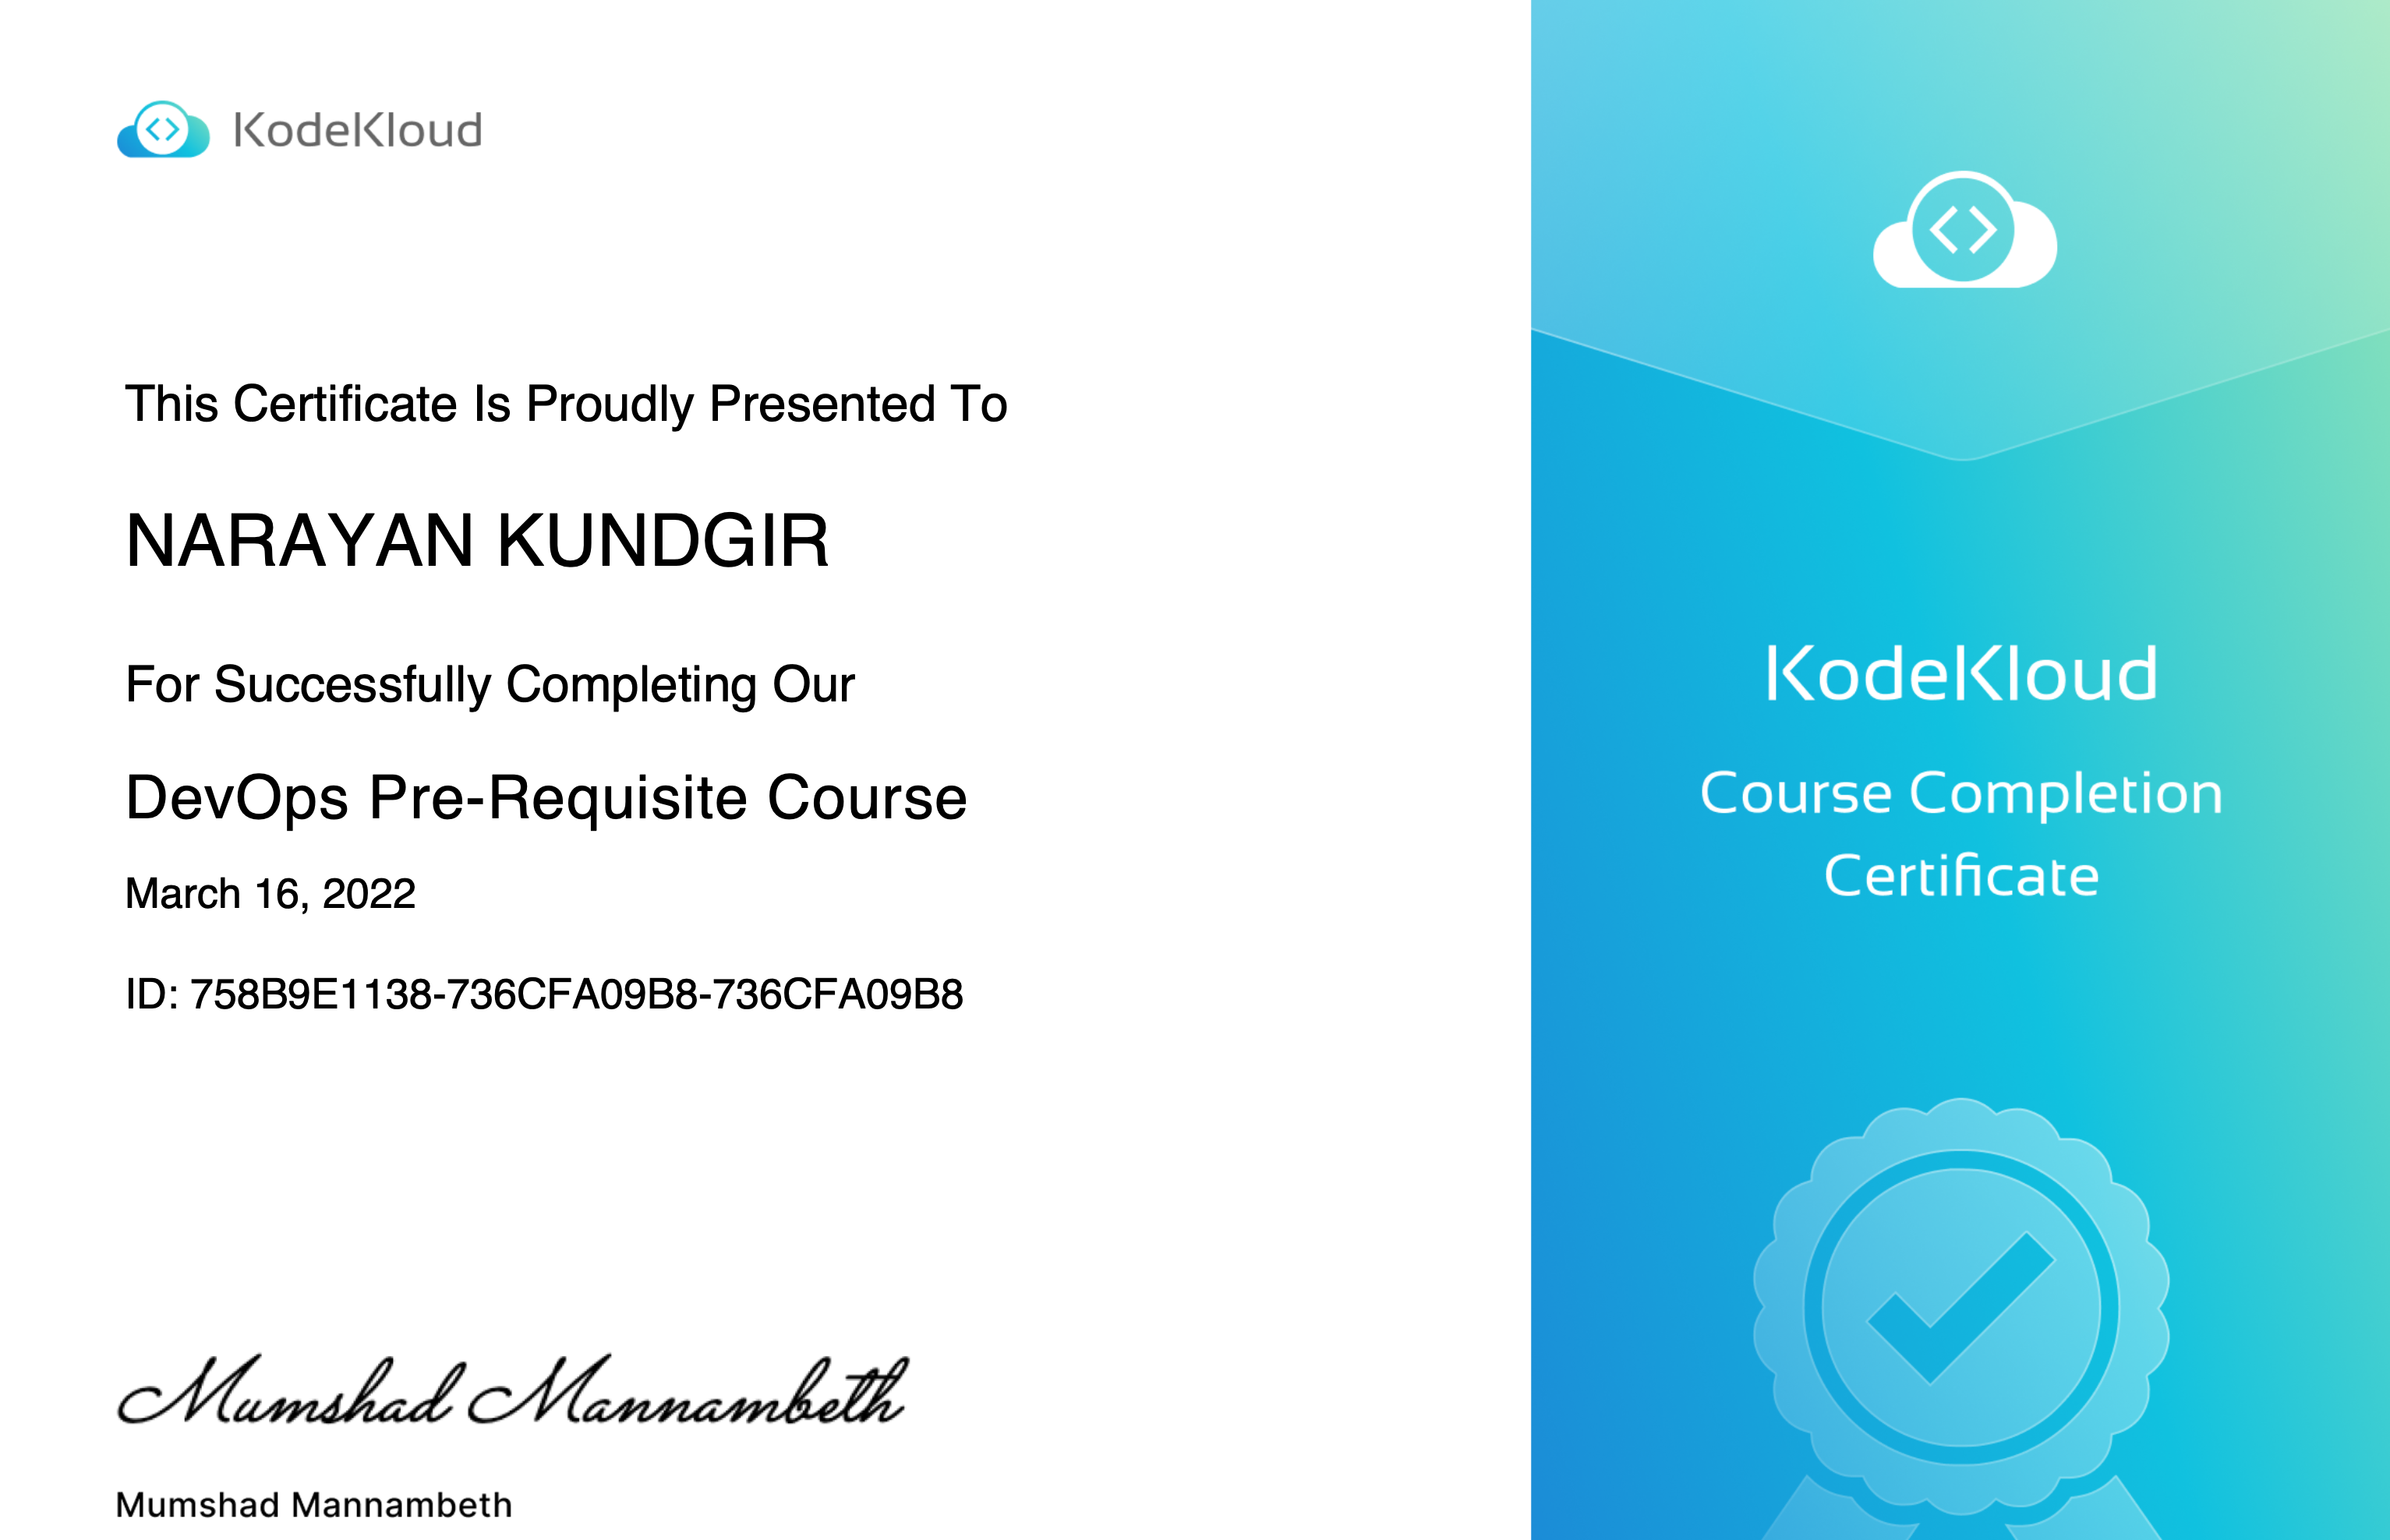 KodeKloud
This Certificate Is Proudly Presented To
NARAYAN KUNDGIR
For Successfully Completing Our
DevOps Pre-Requisite Course
March 16, 2022
ID: 758B9E1138-736CFA09B8-736CFA09B8
Mumshad Mannambeth
Mumshad Mannambeth
KodeKloud
Course Completion
Certificate